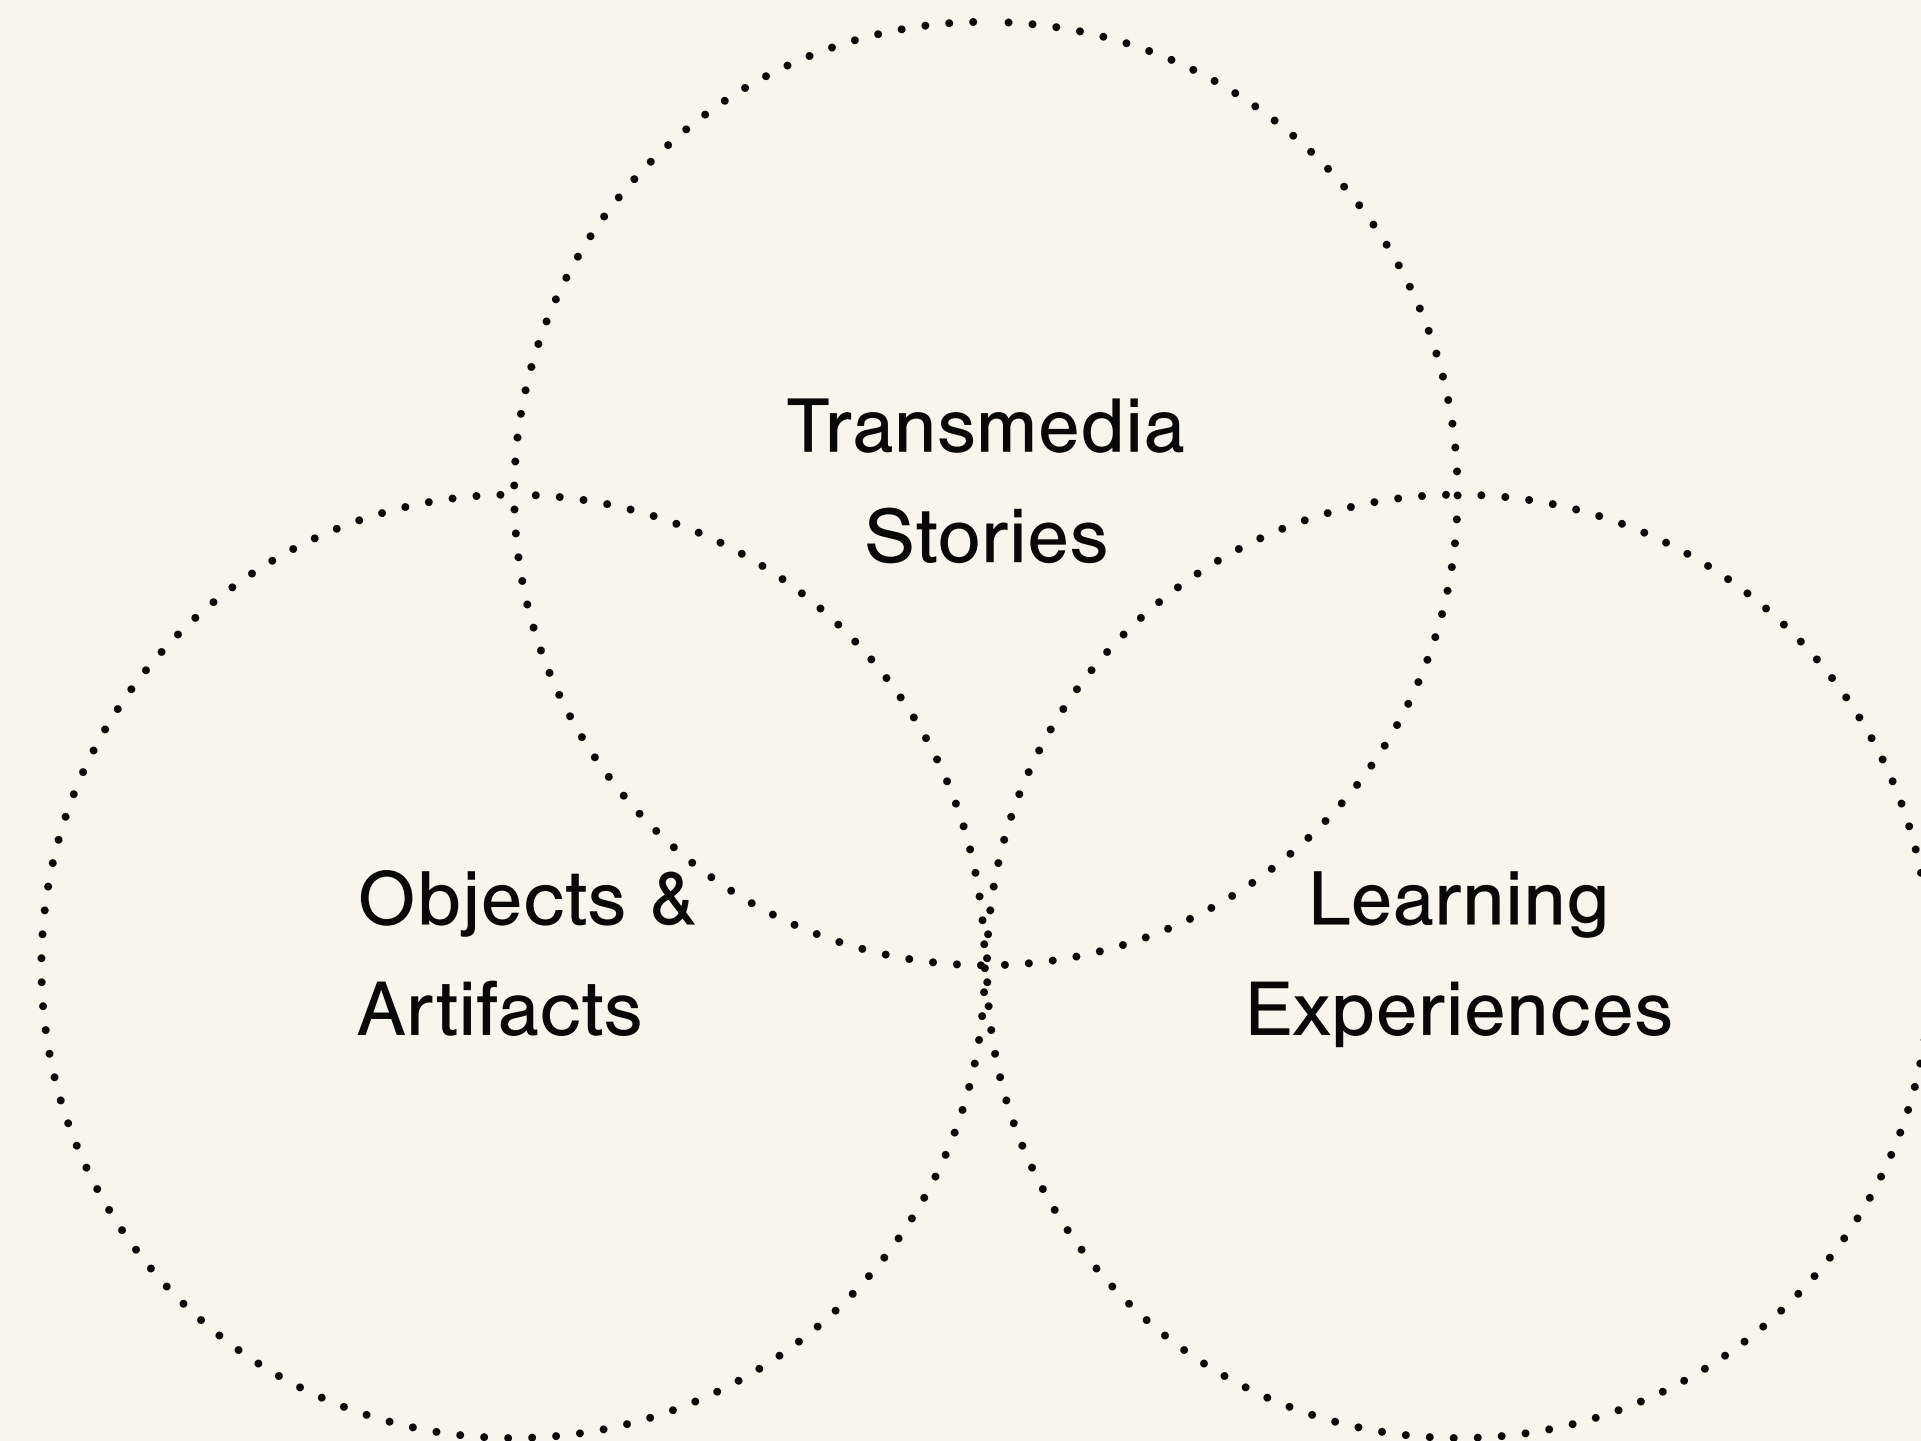 Transmedia
Stories
Objects &
Artifacts
Learning
Experiences